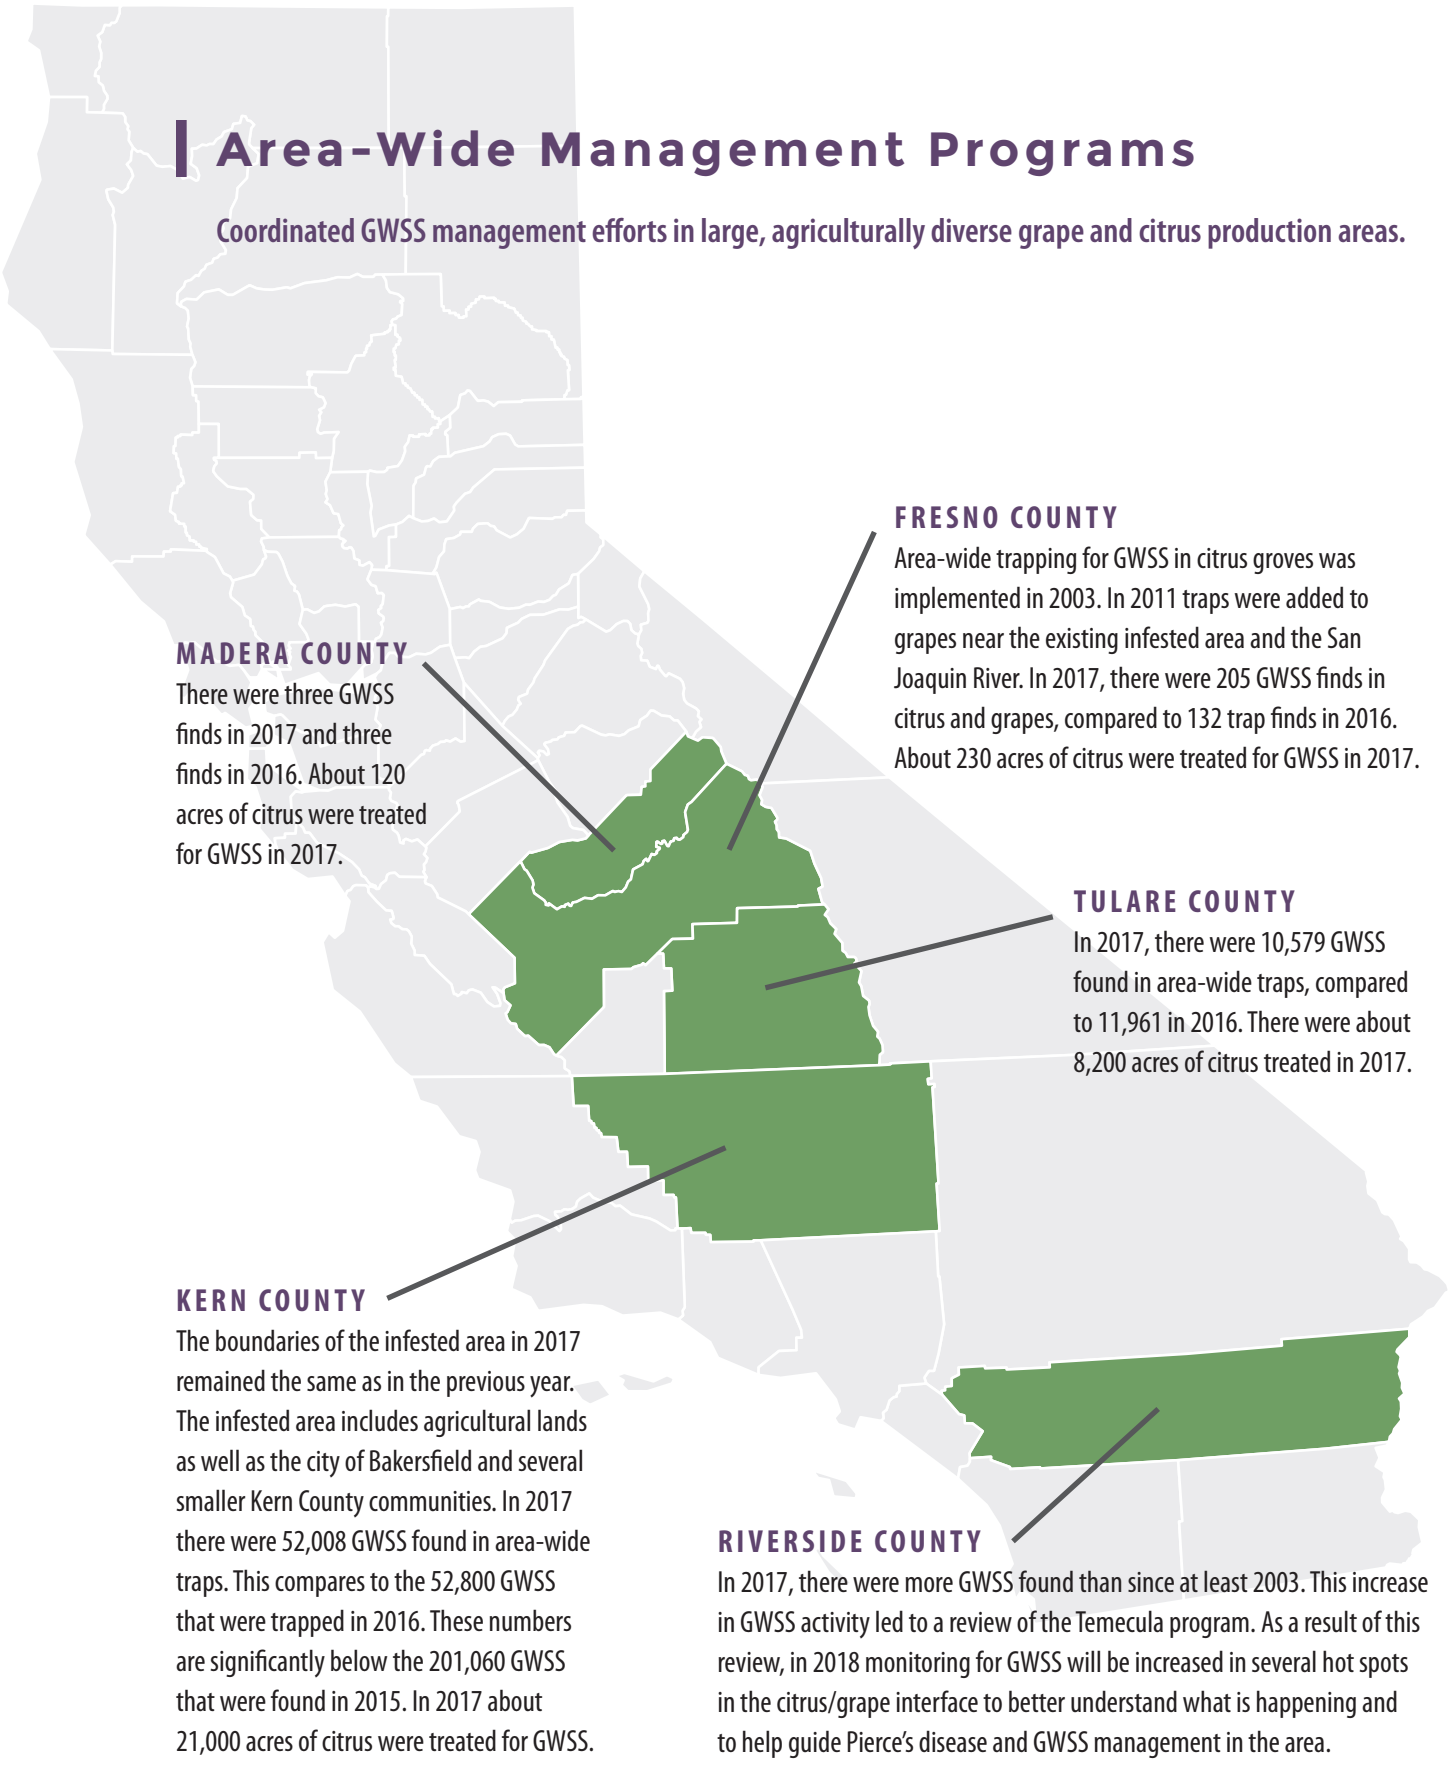 Area-Wide Management Programs
Coordinated GWSS management efforts in large, agriculturally diverse grape and citrus production areas.
FRESNO COUNTY
Area-wide trapping for GWSS in citrus groves was
implemented in 2003. In 2011 traps were added to
grapes near the existing infested area and the San
Joaquin River. In 2017, there were 205 GWSS finds in
citrus and grapes, compared to 132 trap finds in 2016.
About 230 acres of citrus were treated for GWSS in 2017.
MADERA COUNTY
There were three GWSS
finds in 2017 and three
finds in 2016. About 120
acres of citrus were treated
for GWSS in 2017.
TULARE COUNTY
In 2017, there were 10,579 GWSS
found in area-wide traps, compared
to 11,961 in 2016. There were about
8,200 acres of citrus treated in 2017.
KERN COUNTY
The boundaries of the infested area in 2017
remained the same as in the previous year.
The infested area includes agricultural lands
as well as the city of Bakersfield and several
smaller Kern County communities. In 2017
there were 52,008 GWSS found in area-wide
traps. This compares to the 52,800 GWSS
that were trapped in 2016. These numbers
are significantly below the 201,060 GWSS
that were found in 2015. In 2017 about
21,000 acres of citrus were treated for GWSS.
RIVERSIDE COUNTY
In 2017, there were more GWSS found than since at least 2003. This increase
in GWSS activity led to a review of the Temecula program. As a result of this
review, in 2018 monitoring for GWSS will be increased in several hot spots
in the citrus/grape interface to better understand what is happening and
to help guide Pierce's disease and GWSS management in the area.